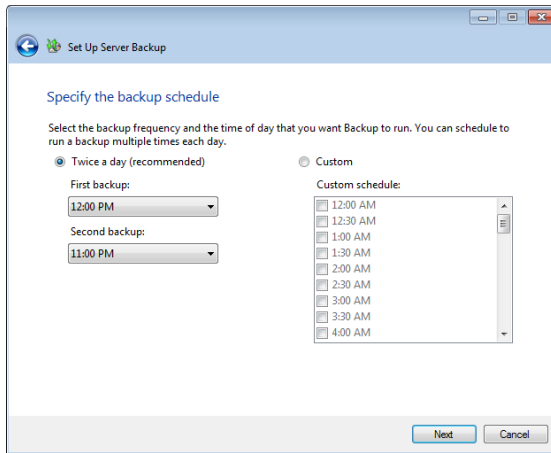 Set Up Server Backup
Specify the backup schedule
Select the backup frequency and the time of day that you want Backup to run. You can schedule to
run a backup multiple times each day.
Twice a day (recommended)
Custom
First backup:
Custom schedule:
12:00 PM
12:00 AM
12:30 AM
Second backup:
1:00 AM
11:00 PM
1:30 AM
2:00 AM
2:30 AM
3:00 AM
3:30 AM
4:00 AM
Next
Cancel